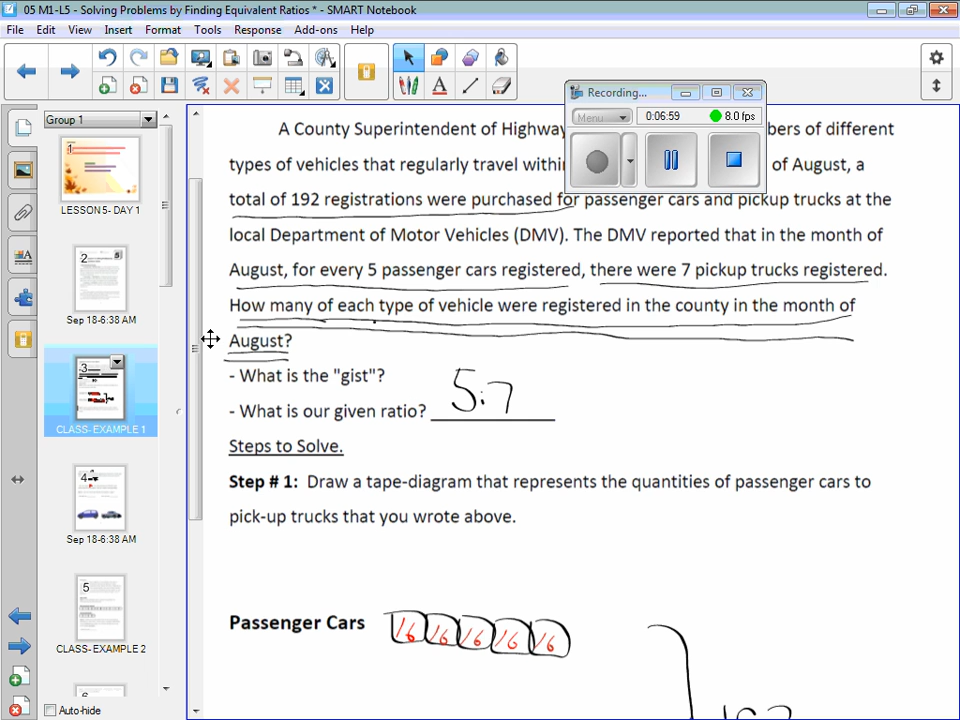 05 M1-L5 - Solving Problems by Finding Equivalent Ratios * - SMART Notebook
File Edit View Insert Format Tools Response Add-ons Help
Recording...
Menu 0:06:59 8.0 fps
Group 1
LESSON 5- DAY 1
2
Sep 18-6:38 AM
3
CLASS- EXAMPLE 1
4
Sep 18-6:38 AM
5
CLASS- EXAMPLE 2
Auto-hide
A County Superintendent of Highway bers of different
types of vehicles that regularly travel within of August, a
total of 192 registrations were purchased for passenger cars and pickup trucks at the
local Department of Motor Vehicles (DMV). The DMV reported that in the month of
August, for every 5 passenger cars registered, there were 7 pickup trucks registered.
How many of each type of vehicle were registered in the county in the month of
August?
- What is the "gist"?
- What is our given ratio? 5:7
Steps to Solve.
Step # 1: Draw a tape-diagram that represents the quantities of passenger cars to
pick-up trucks that you wrote above.
Passenger Cars 16 16 16 16 16